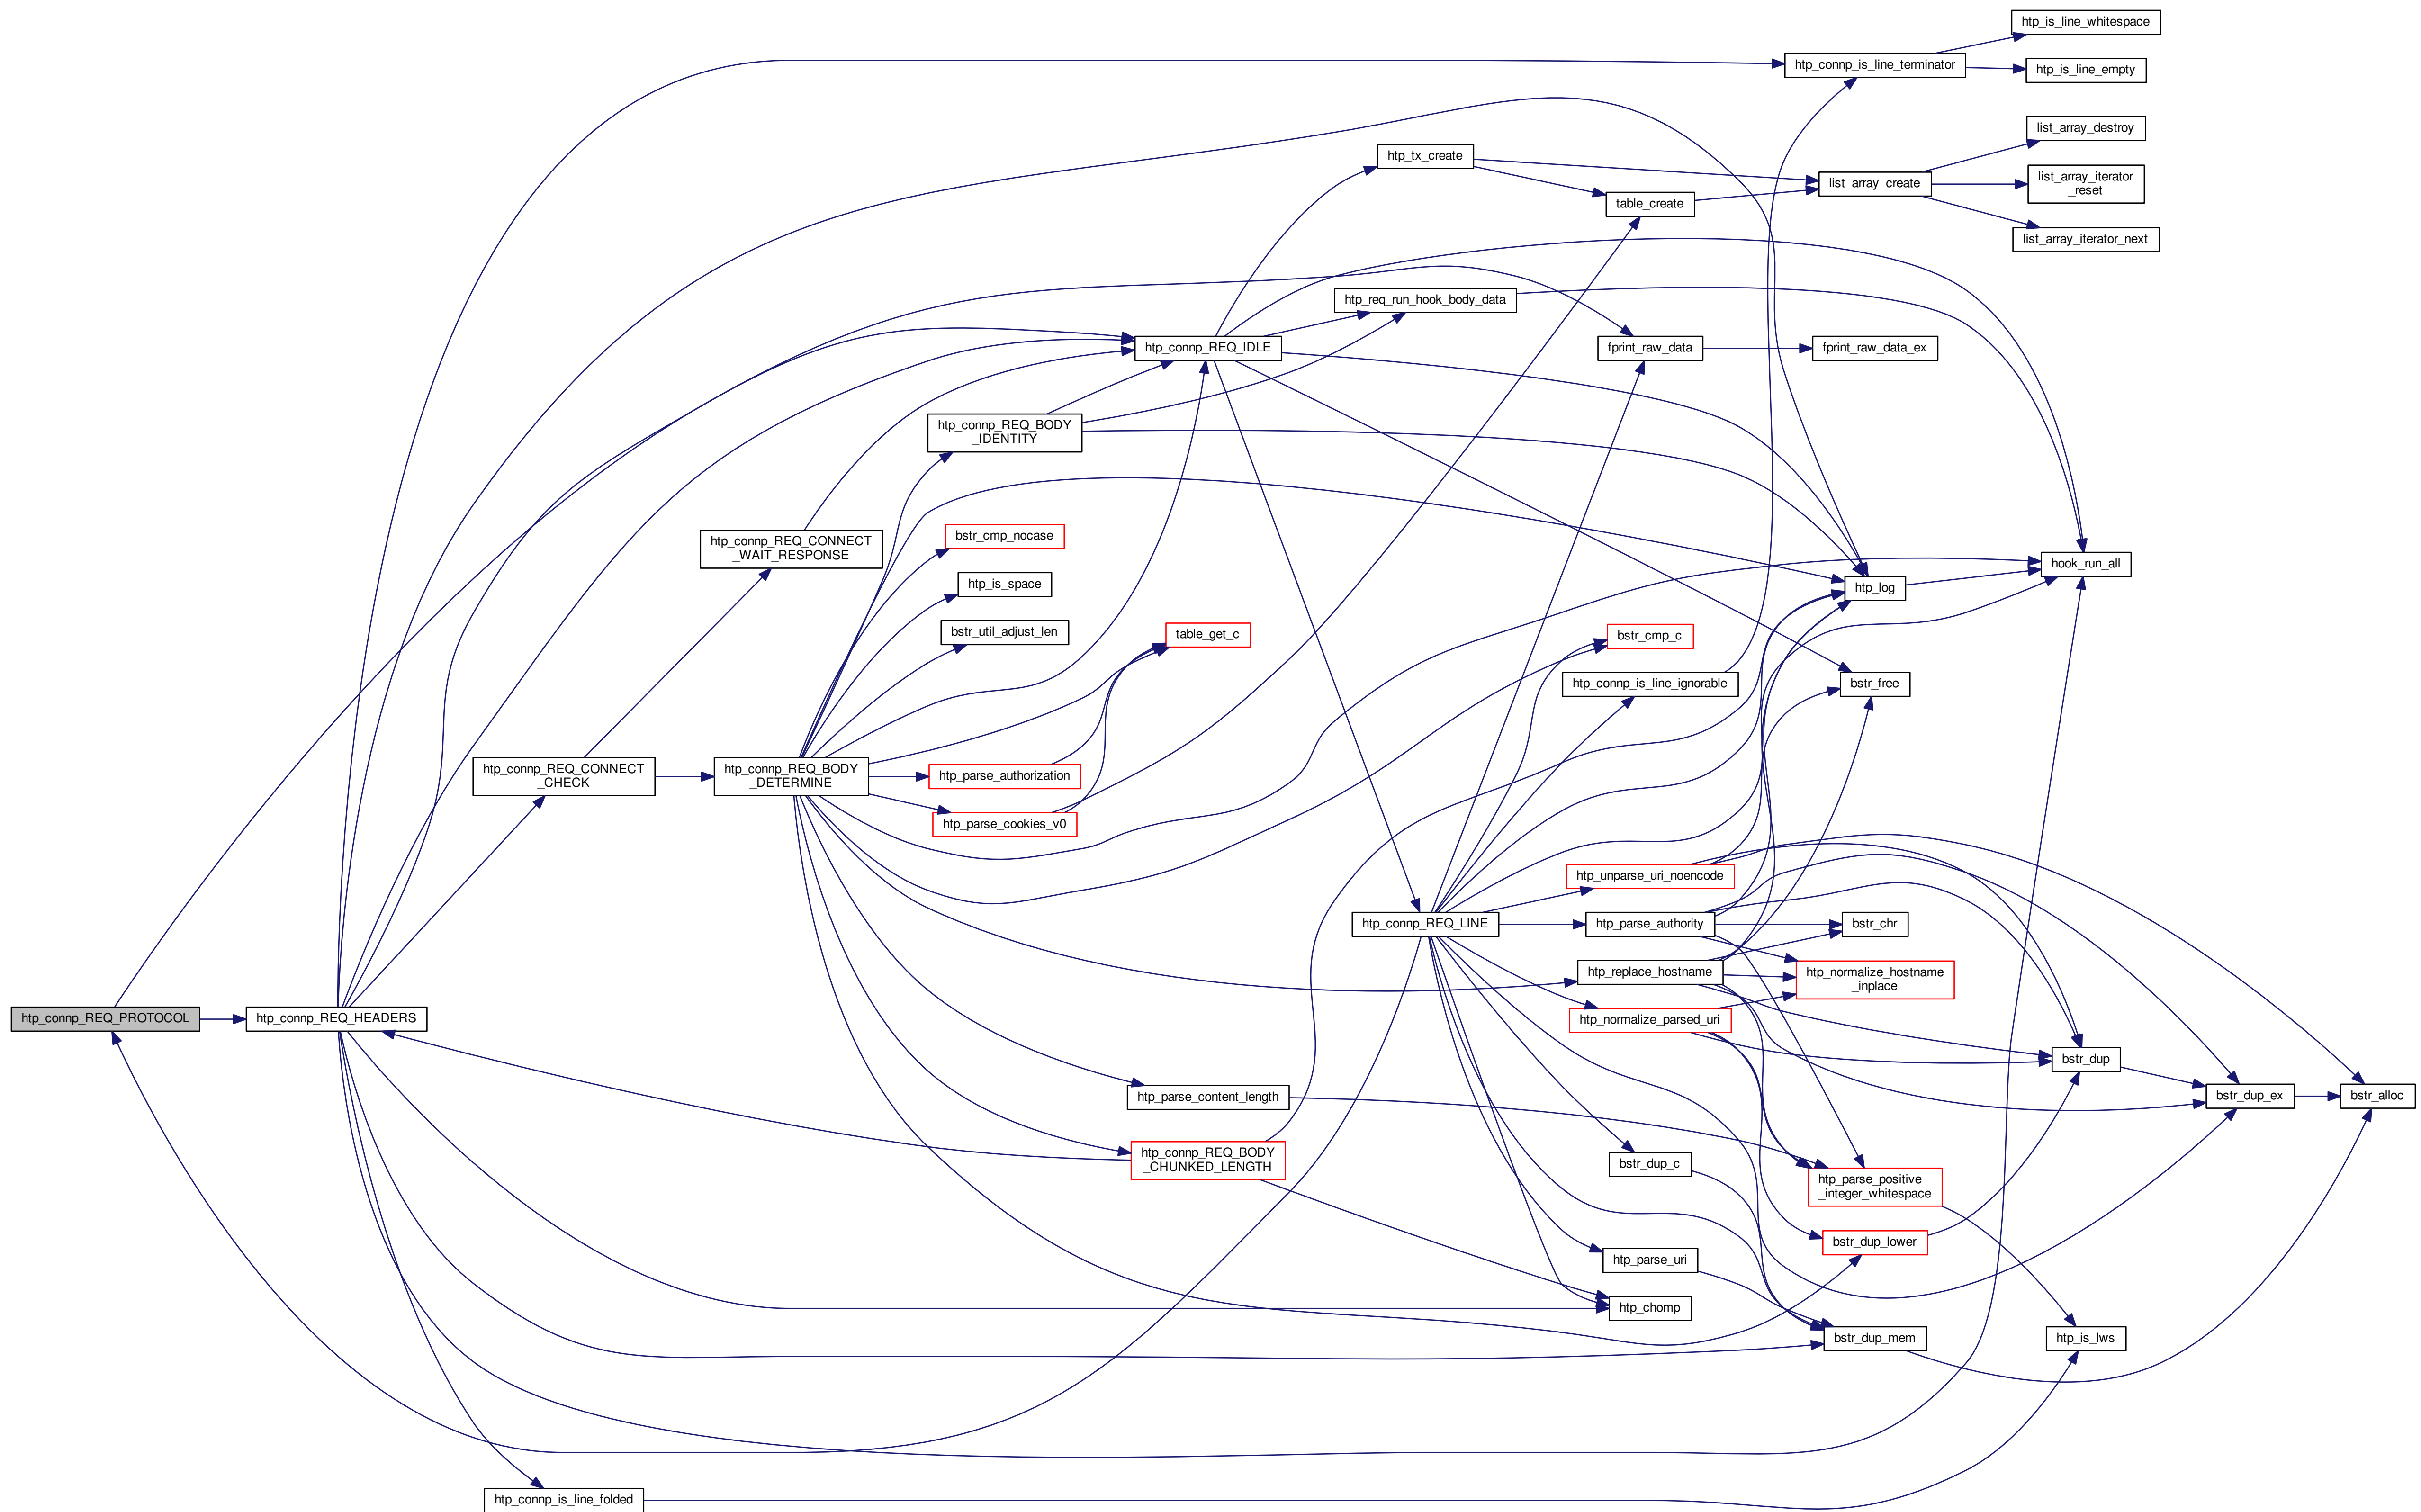 htp_is_line_whitespace
htp_connp_is_line_terminator
htp_is_line_empty
list_array_destroy
htp_tx_create
list_array_create
list_array_iterator
_reset
table_create
list_array_iterator_next
htp_req_run_hook_body_data
htp_connp_REQ_IDLE
fprint_raw_data
fprint_raw_data_ex
htp_connp_REQ_BODY
_IDENTITY
htp_connp_REQ_CONNECT
_WAIT_RESPONSE
bstr_cmp_nocase
hook_run_all
htp_is_space
htp_log
bstr_util_adjust_len
table_get_c
bstr_cmp_c
htp_connp_is_line_ignorable
bstr_free
htp_connp_REQ_CONNECT
_CHECK
htp_connp_REQ_BODY
_DETERMINE
htp_parse_authorization
htp_parse_cookies_v0
htp_unparse_uri_noencode
htp_connp_REQ_LINE
htp_parse_authority
bstr_chr
htp_replace_hostname
htp_normalize_hostname
_inplace
htp_connp_REQ_PROTOCOL
htp_connp_REQ_HEADERS
htp_normalize_parsed_uri
bstr_dup
htp_parse_content_length
bstr_dup_ex
bstr_alloc
htp_connp_REQ_BODY
_CHUNKED_LENGTH
bstr_dup_c
htp_parse_positive
_integer_whitespace
bstr_dup_lower
htp_parse_uri
htp_chomp
bstr_dup_mem
htp_is_lws
htp_connp_is_line_folded